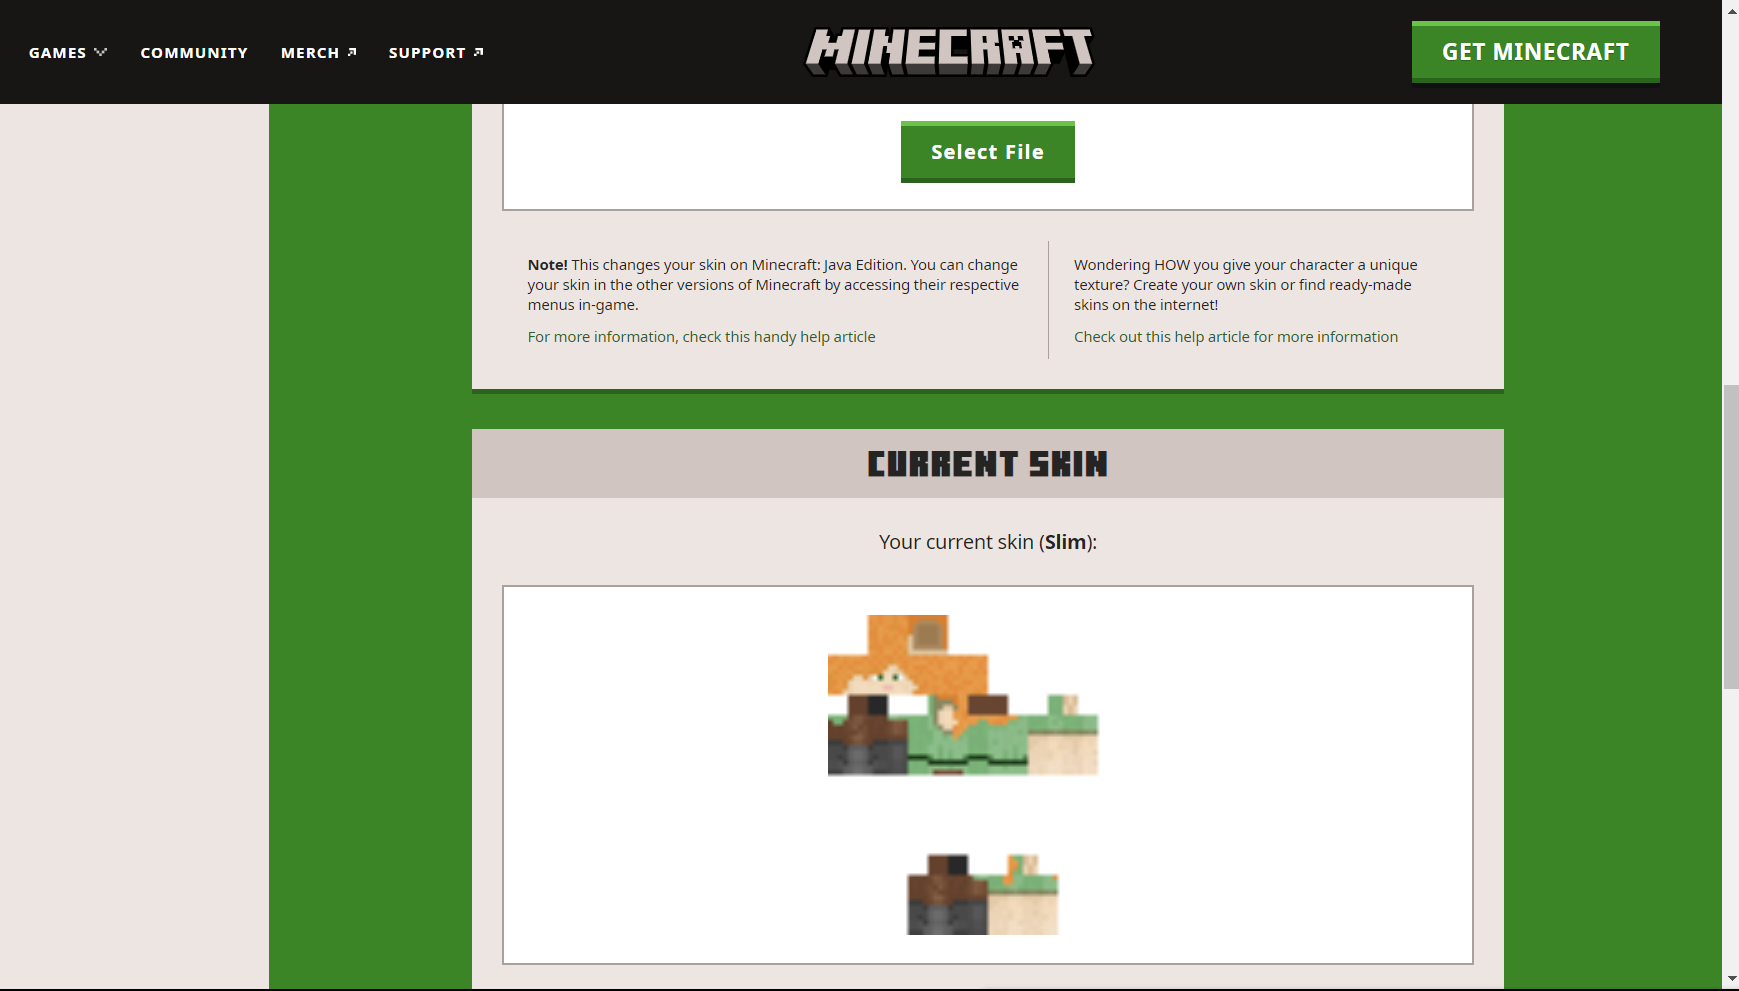 GAMES COMMUNITY MERCH SUPPORT MINECRAFT GET MINECRAFT
Select File
Note! This changes your skin on Minecraft: Java Edition. You can change
your skin in the other versions of Minecraft by accessing their respective
menus in-game.
For more information, check this handy help article
Wondering HOW you give your character a unique
texture? Create your own skin or find ready-made
skins on the internet!
Check out this help article for more information
CURRENT SKIN
Your current skin (Slim):